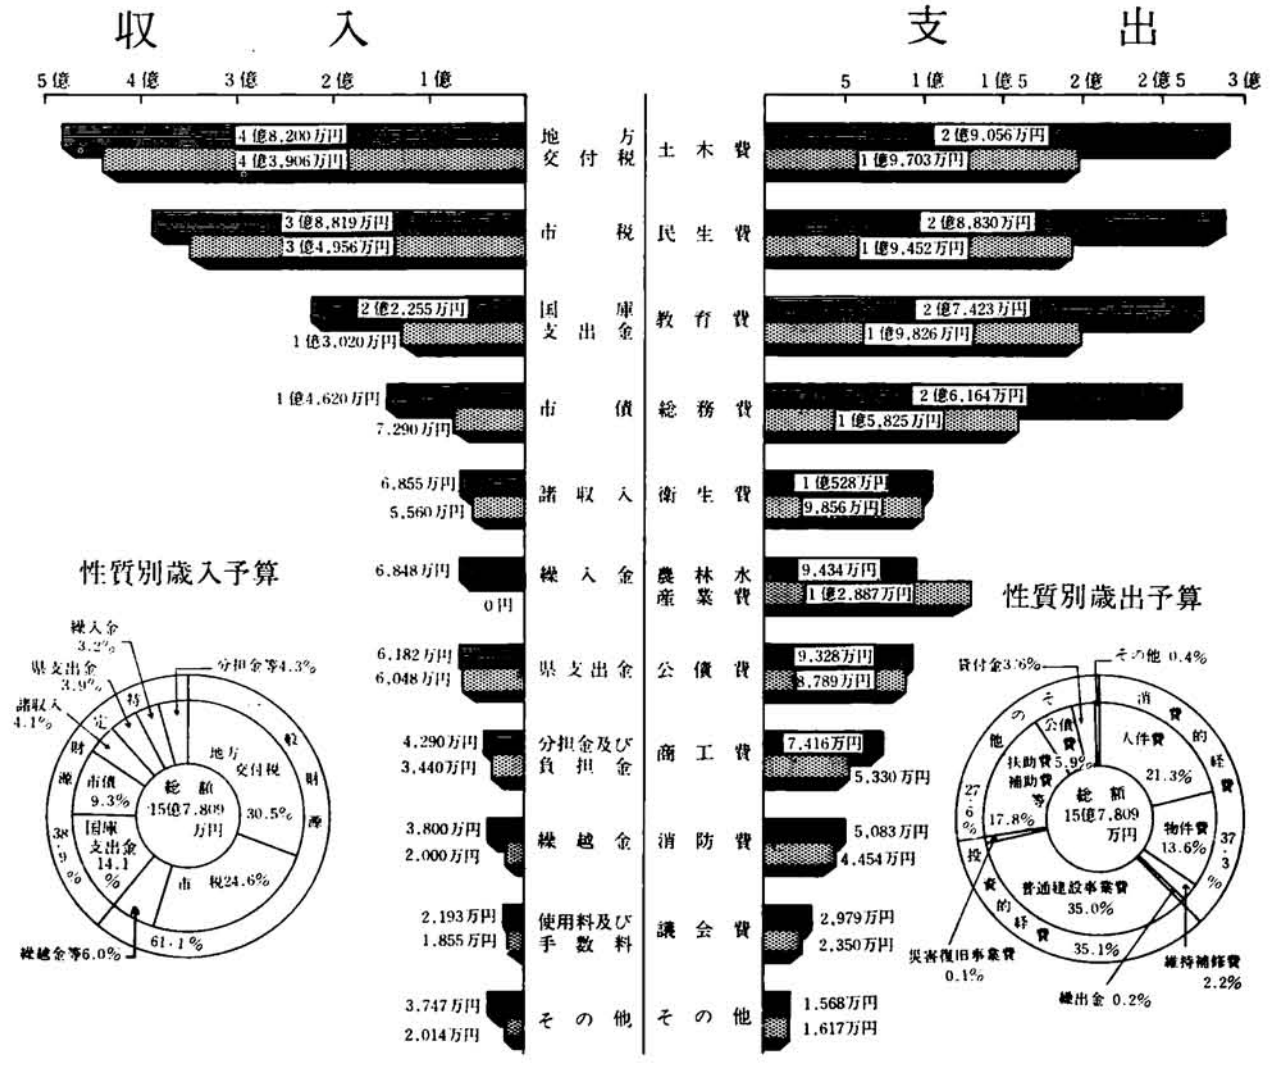 収入
支出
5億 4億 3億 2億 1億
5 1億 1億5 2億 2億5 3億
4億8,200万円
4億3,906万円
地方
交付税
土木費
2億9,056万円
1億9,703万円
3億8,819万円
3億4,956万円
市税
民生費
2億8,830万円
1億9,452万円
2億2,255万円
1億3,020万円
国庫
支出金
教育費
2億7,423万円
1億9,826万円
1億4,620万円
7,290万円
市債
総務費
2億6,164万円
1億5,825万円
6,855万円
5,560万円
諸収入
衛生費
1億528万円
9,856万円
6,848万円
0円
繰入金
農林水
産業費
9,434万円
1億2,887万円
6,182万円
6,048万円
県支出金
公債費
9,328万円
8,789万円
4,290万円
3,440万円
分担金及び
負担金
商工費
7,416万円
5,330万円
3,800万円
2,000万円
繰越金
消防費
5,083万円
4,454万円
2,193万円
1,855万円
使用料及び
手数料
議会費
2,979万円
2,350万円
3,747万円
2,014万円
その他
その他
1,568万円
1,617万円
性質別歳入予算
繰入金
3.2%
県支出金
3.9%
諸収入
4.1%
分担金等4.3%
特定財源
38.9%
一般財源
61.1%
地方
交付税
30.5%
市税24.6%
市債
9.3%
国庫
支出金
14.1
%
総額
15億7,809
万円
繰越金等6.0%
性質別歳出予算
貸付金3.6%
その他 0.4%
消費的経費
37.3
%
その他
27.6%
投資的経費
35.1%
人件費
21.3%
物件費
13.6%
公債費
5.9%
扶助費
補助費
等
17.8%
総額
15億7,809
万円
普通建設事業費
35.0%
災害復旧事業費
0.1%
繰出金 0.2%
維持補修費
2.2%